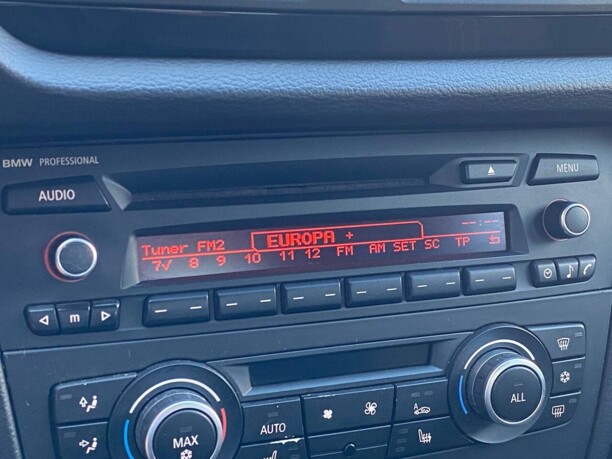 BMW PROFESSIONAL
AUDIO
MENU
--:--
Tuner FM2 EUROPA +
7√ 8 9 10 11 12 FM AM SET SC TP
m
AUTO
MAX
ALL